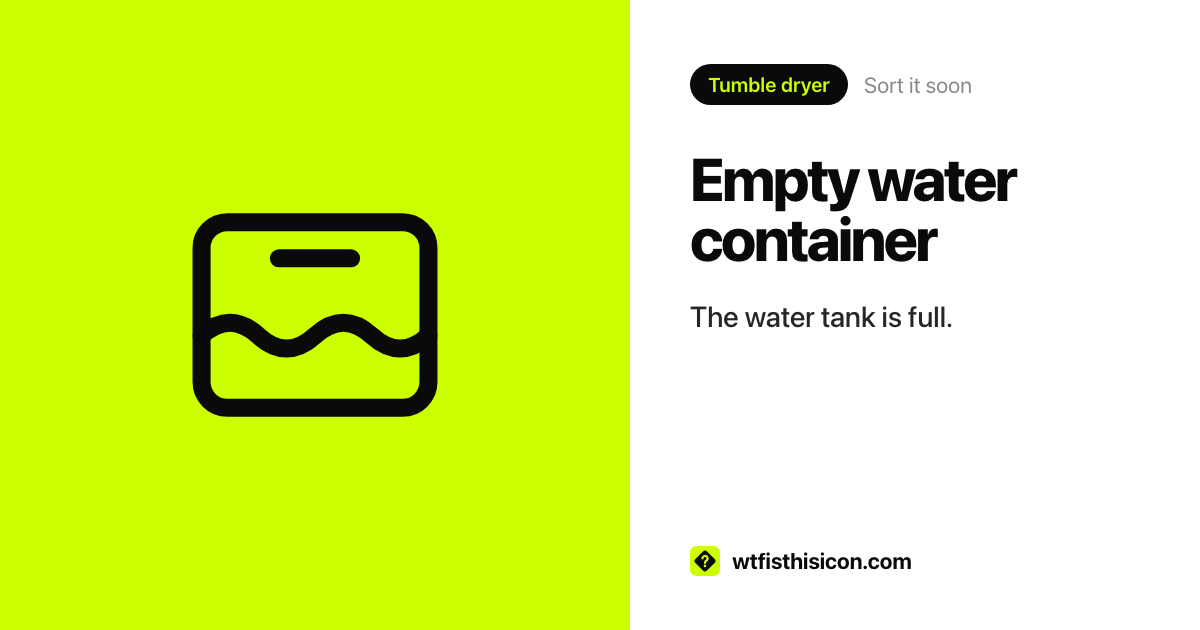 Tumble dryer
Sort it soon
Empty water
container
The water tank is full.
?
wtfisthisicon.com